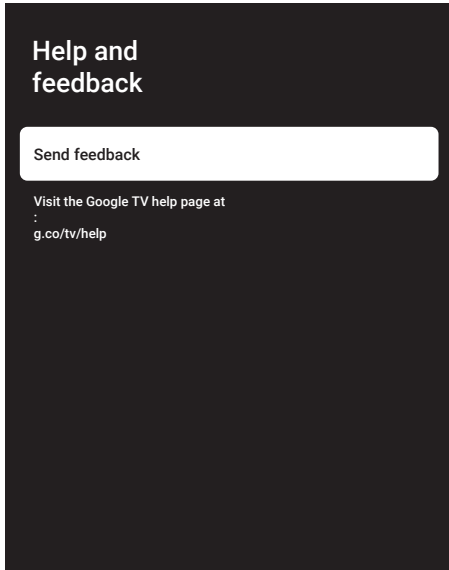 Help and
feedback
Send feedback
Visit the Google TV help page at
:
g.co/tv/help